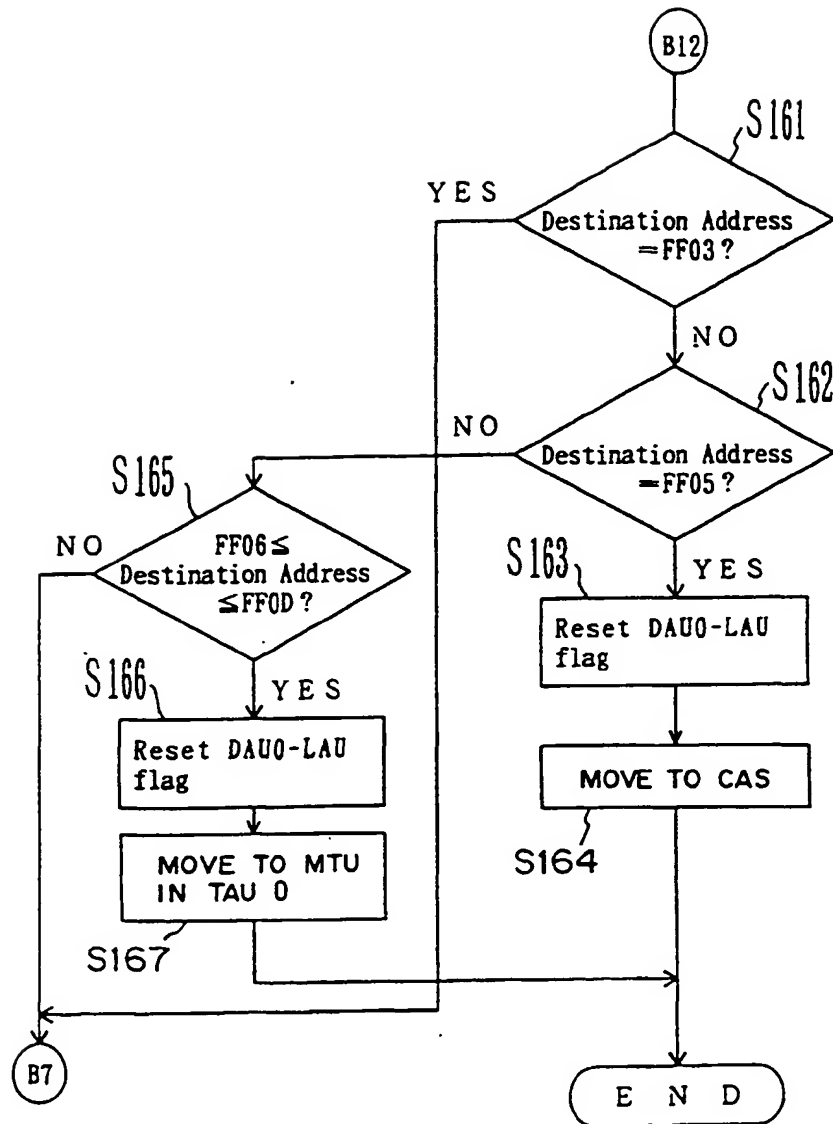 B12
S161
YES
Destination Address
=FF03?
NO
S162
NO
Destination Address
=FF05?
S165
NO
FF06≦
Destination Address
≦FF0D?
S163
YES
Reset DAU0-LAU
flag
S166
YES
Reset DAU0-LAU
flag
MOVE TO CAS
S164
MOVE TO MTU
IN TAU 0
S167
B7
E N D